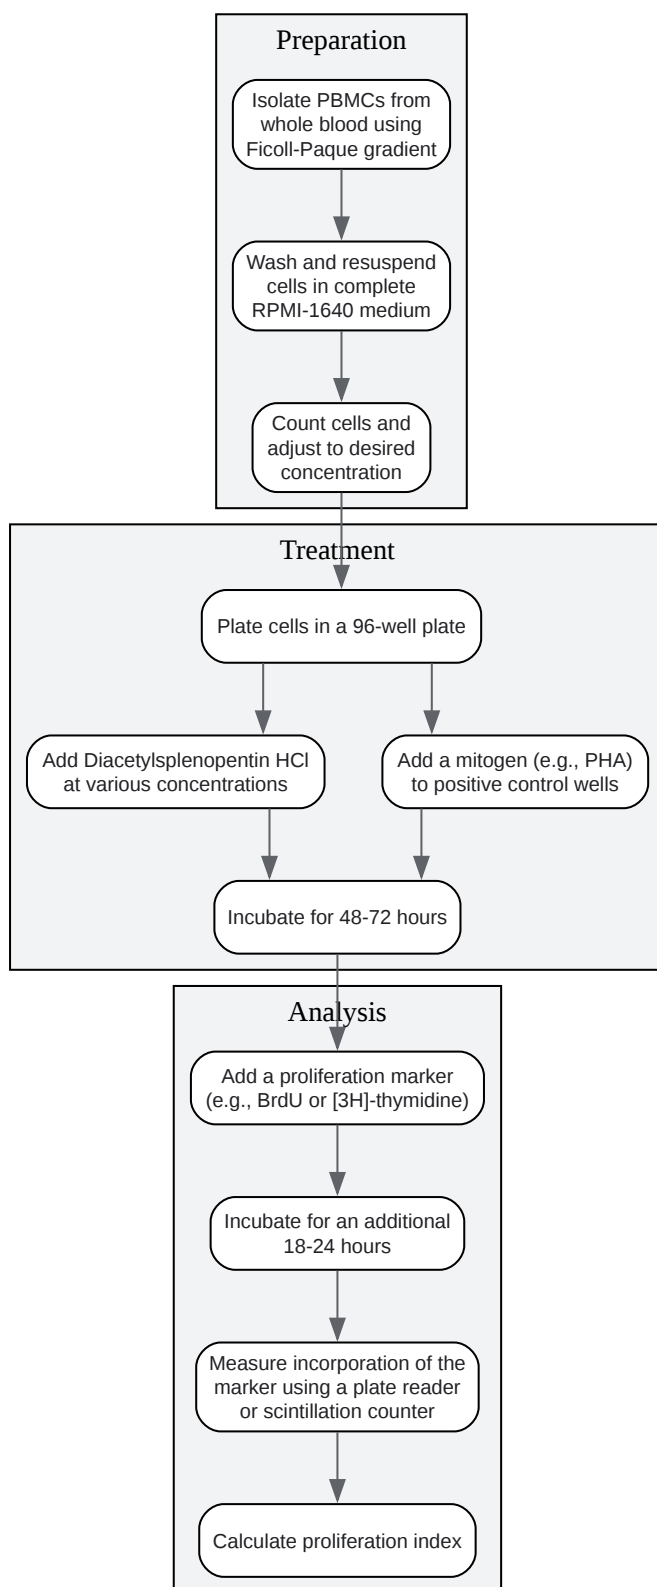 Preparation
Isolate PBMCs from
whole blood using
Ficoll-Paque gradient
Wash and resuspend
cells in complete
RPMI-1640 medium
Count cells and
adjust to desired
concentration
Treatment
Plate cells in a 96-well plate
Add Diacetylsplenopentin HCl
at various concentrations
Add a mitogen (e.g., PHA)
to positive control wells
Incubate for 48-72 hours
Analysis
Add a proliferation marker
(e.g., BrdU or [3H]-thymidine)
Incubate for an additional
18-24 hours
Measure incorporation of the
marker using a plate reader
or scintillation counter
Calculate proliferation index